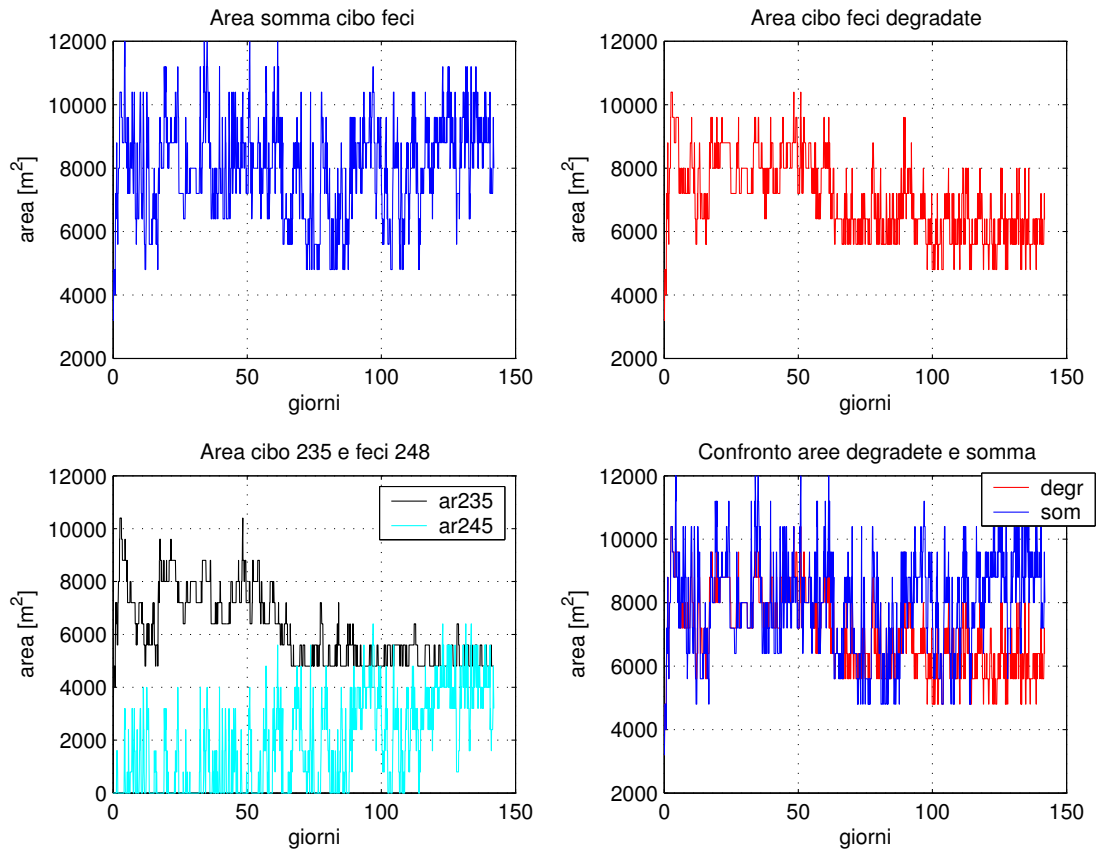 Area somma cibo feci
12000
10000
8000
6000
4000
2000
area [m²]
0 50 100 150
giorni
Area cibo feci degradate
12000
10000
8000
6000
4000
2000
area [m²]
0 50 100 150
giorni
Area cibo 235 e feci 248
12000
10000
8000
6000
4000
2000
0
area [m²]
ar235
ar245
0 50 100 150
giorni
Confronto aree degradete e somma
12000
10000
8000
6000
4000
2000
area [m²]
degr
som
0 50 100 150
giorni